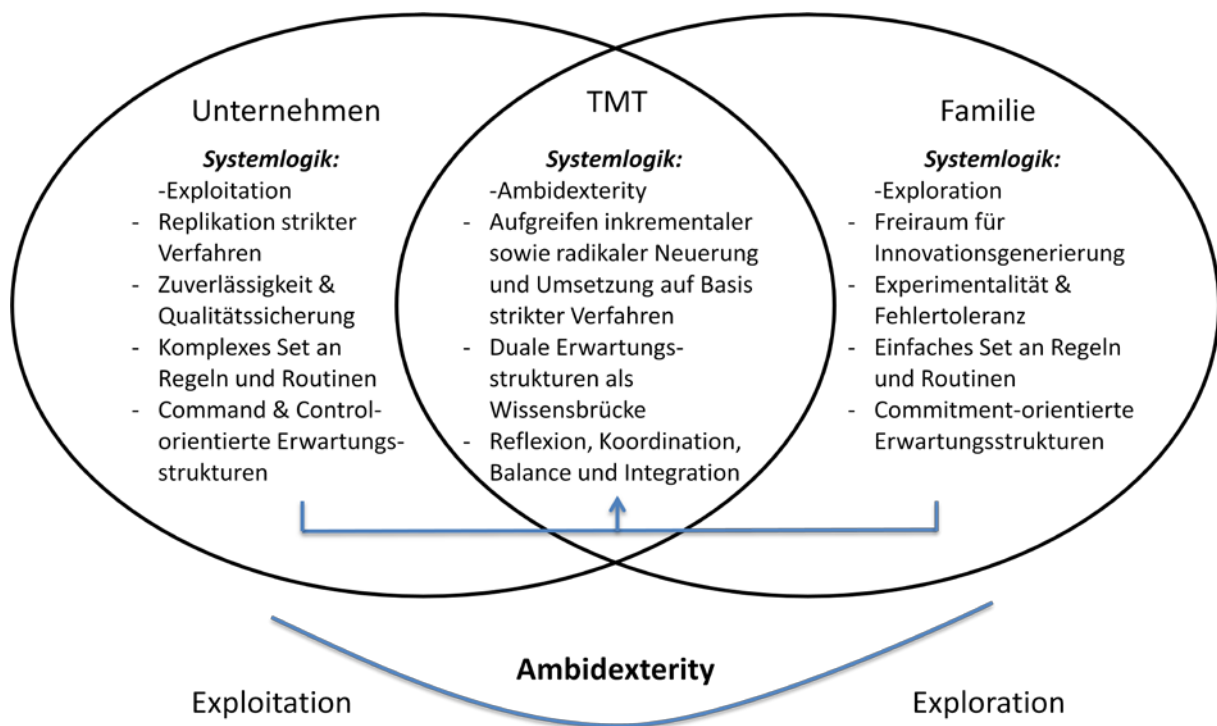 Unternehmen
Systemlogik:
-Exploitation
- Replikation strikter
Verfahren
- Zuverlässigkeit &
Qualitätssicherung
- Komplexes Set an
Regeln und Routinen
- Command & Control-
orientierte Erwartungs-
strukturen
TMT
Systemlogik:
-Ambidexterity
- Aufgreifen inkrementaler
sowie radikaler Neuerung
und Umsetzung auf Basis
strikter Verfahren
- Duale Erwartungs-
strukturen als
Wissensbrücke
- Reflexion, Koordination,
Balance und Integration
Familie
Systemlogik:
-Exploration
- Freiraum für
Innovationsgenerierung
- Experimentalität &
Fehlertoleranz
- Einfaches Set an Regeln
und Routinen
- Commitment-orientierte
Erwartungsstrukturen
Ambidexterity
Exploitation
Exploration